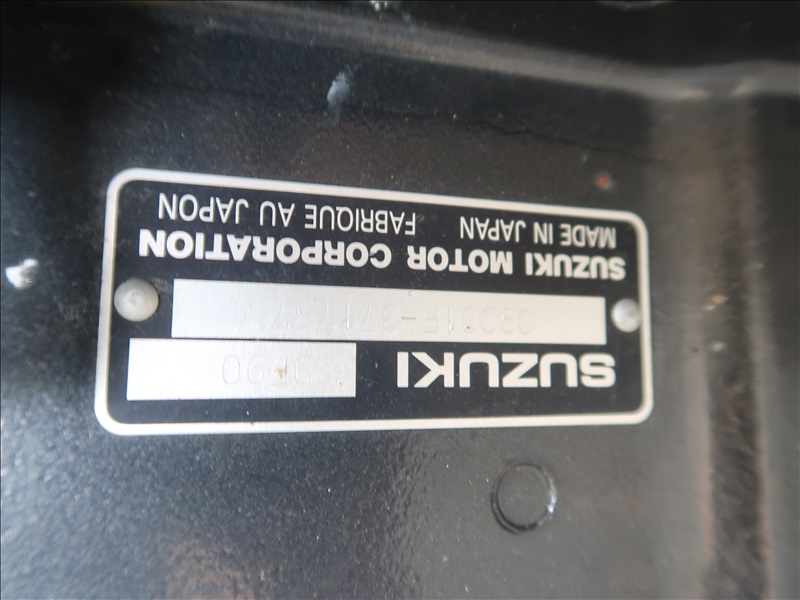 SUZUKI DF90
SUZUKI MOTOR CORPORATION
MADE IN JAPAN FABRIQUE AU JAPON